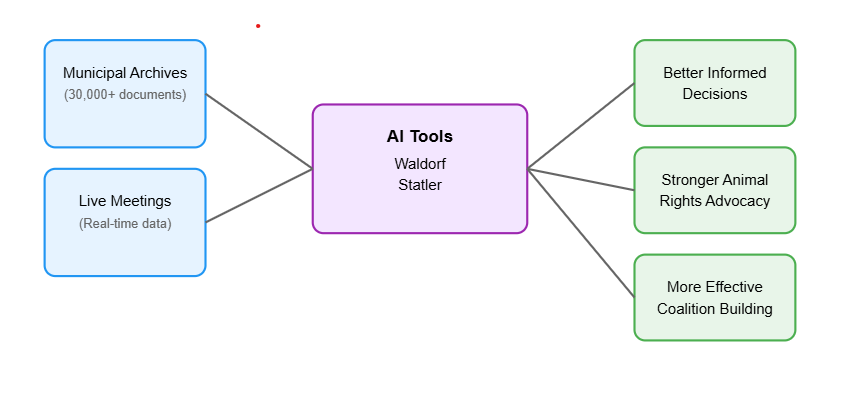 Municipal Archives
(30,000+ documents)
Live Meetings
(Real-time data)
AI Tools
Waldorf
Statler
Better Informed
Decisions
Stronger Animal
Rights Advocacy
More Effective
Coalition Building